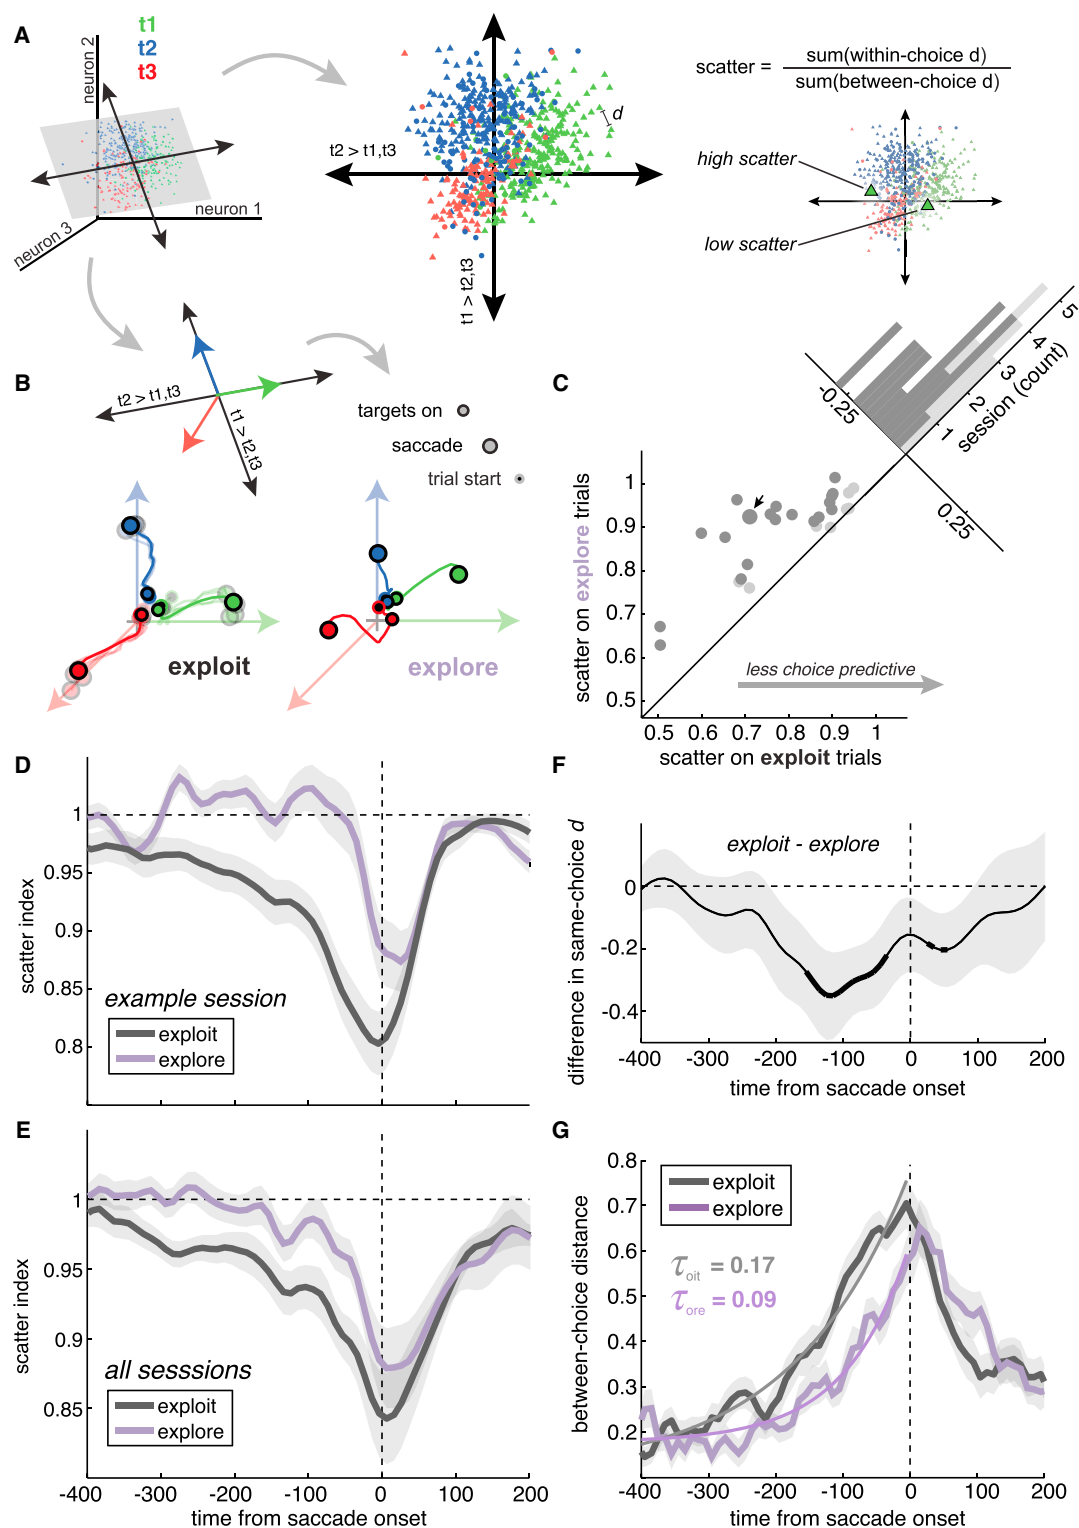 A
t1
t2
t3
neuron 2
neuron 1
neuron 3
t2 > t1,t3
t1 > t2,t3
d
scatter = sum(within-choice d)
sum(between-choice d)
high scatter
low scatter
B
t2 > t1,t3
t1 > t2,t3
targets on
saccade
trial start
exploit
explore
C
-0.25
0.25
1
2
3
4
5
session (count)
scatter on explore trials
1
0.9
0.8
0.7
0.6
0.5
less choice predictive
0.5 0.6 0.7 0.8 0.9 1
scatter on exploit trials
D
scatter index
1
0.95
0.9
0.85
0.8
example session
exploit
explore
E
scatter index
1
0.95
0.9
0.85
all sesssions
exploit
explore
-400 -300 -200 -100 0 100 200
time from saccade onset
F
difference in same-choice d
exploit - explore
0
-0.2
-0.4
-400 -300 -200 -100 0 100 200
time from saccade onset
G
between-choice distance
0.8
0.7
0.6
0.5
0.4
0.3
0.2
exploit
explore
τoit = 0.17
τore = 0.09
-400 -300 -200 -100 0 100 200
time from saccade onset